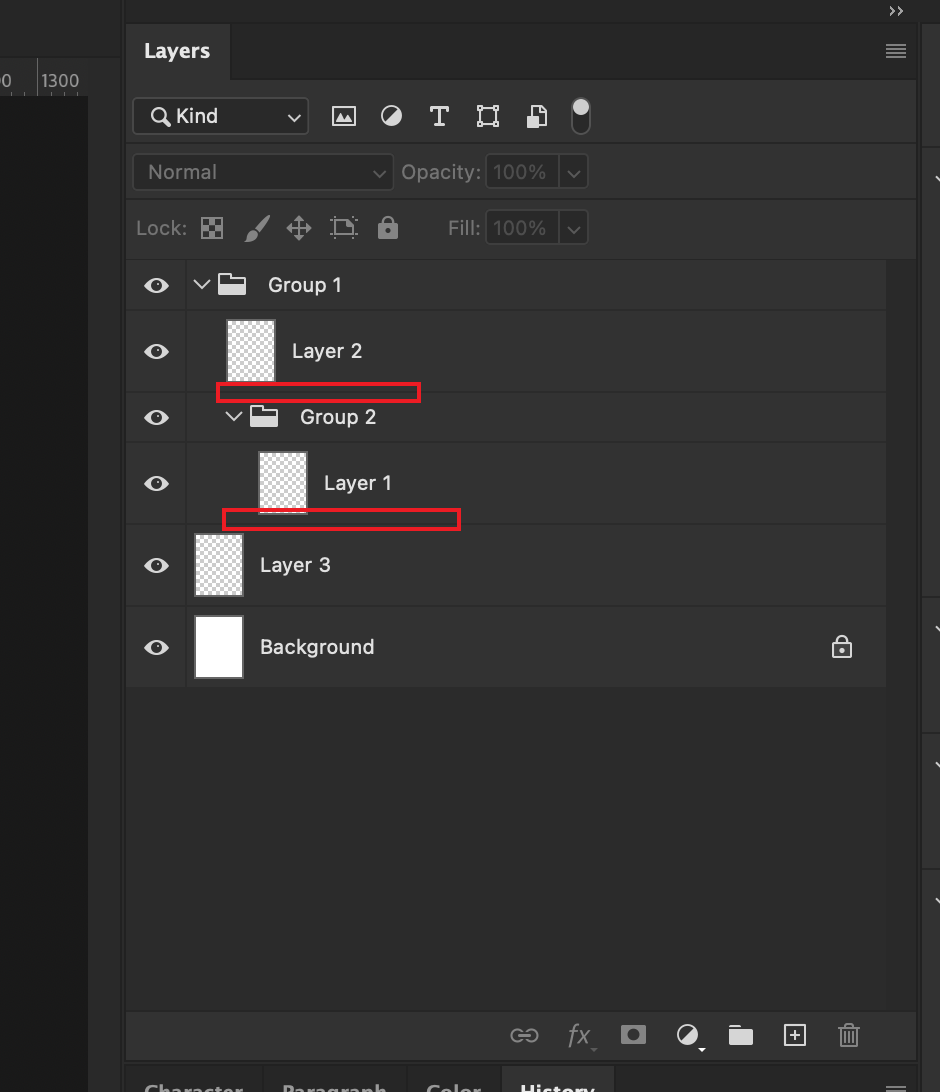 Layers
0
1300
Kind
Normal
Opacity: 100%
Lock:
Fill: 100%
Group 1
Layer 2
Group 2
Layer 1
Layer 3
Background
fx
Character Paragraph Color History